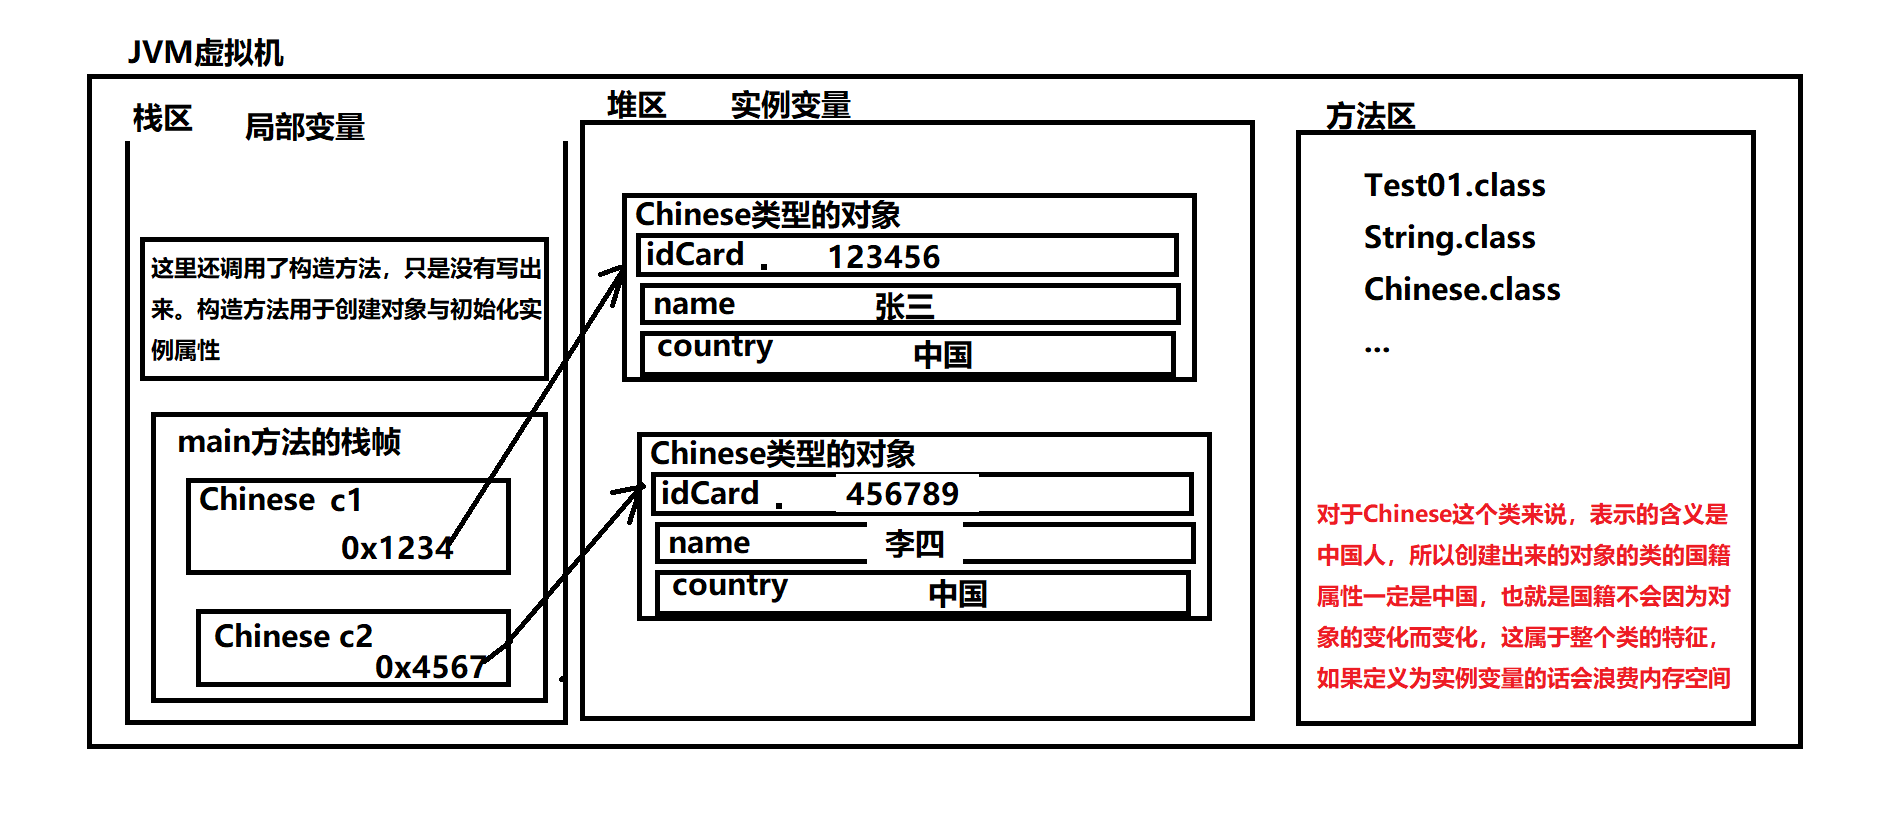 JVM虚拟机
栈区
局部变量
这里还调用了构造方法，只是没有写出
来。构造方法用于创建对象与初始化实
例属性
main方法的栈帧
Chinese c1
0x1234
Chinese c2
0x4567
堆区
实例变量
Chinese类型的对象
idCard . 123456
name 张三
country 中国
Chinese类型的对象
idCard . 456789
name 李四
country 中国
方法区
Test01.class
String.class
Chinese.class
...
对于Chinese这个类来说，表示的含义是
中国人，所以创建出来的对象的类的国籍
属性一定是中国，也就是国籍不会因为对
象的变化而变化，这属于整个类的特征，
如果定义为实例变量的话会浪费内存空间